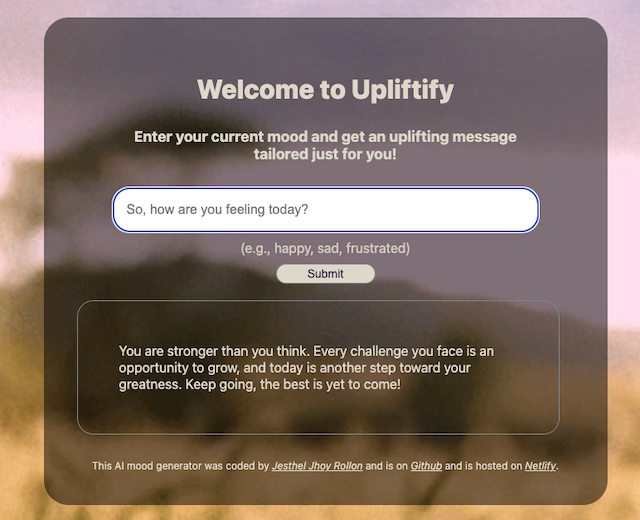 Welcome to Upliftify
Enter your current mood and get an uplifting message
tailored just for you!
So, how are you feeling today?
(e.g., happy, sad, frustrated)
Submit
You are stronger than you think. Every challenge you face is an
opportunity to grow, and today is another step toward your
greatness. Keep going, the best is yet to come!
This AI mood generator was coded by Jesthel Jhoy Rollon and is on Github and is hosted on Netlify.